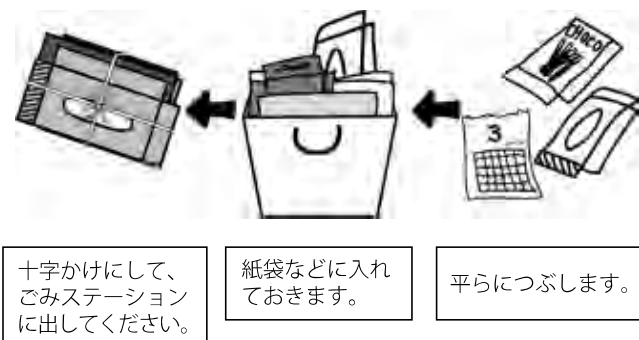 CHOCO
3
十字かけにして、
ごみステーション
に出してください。
紙袋などに入れ
ておきます。
平らにつぶします。